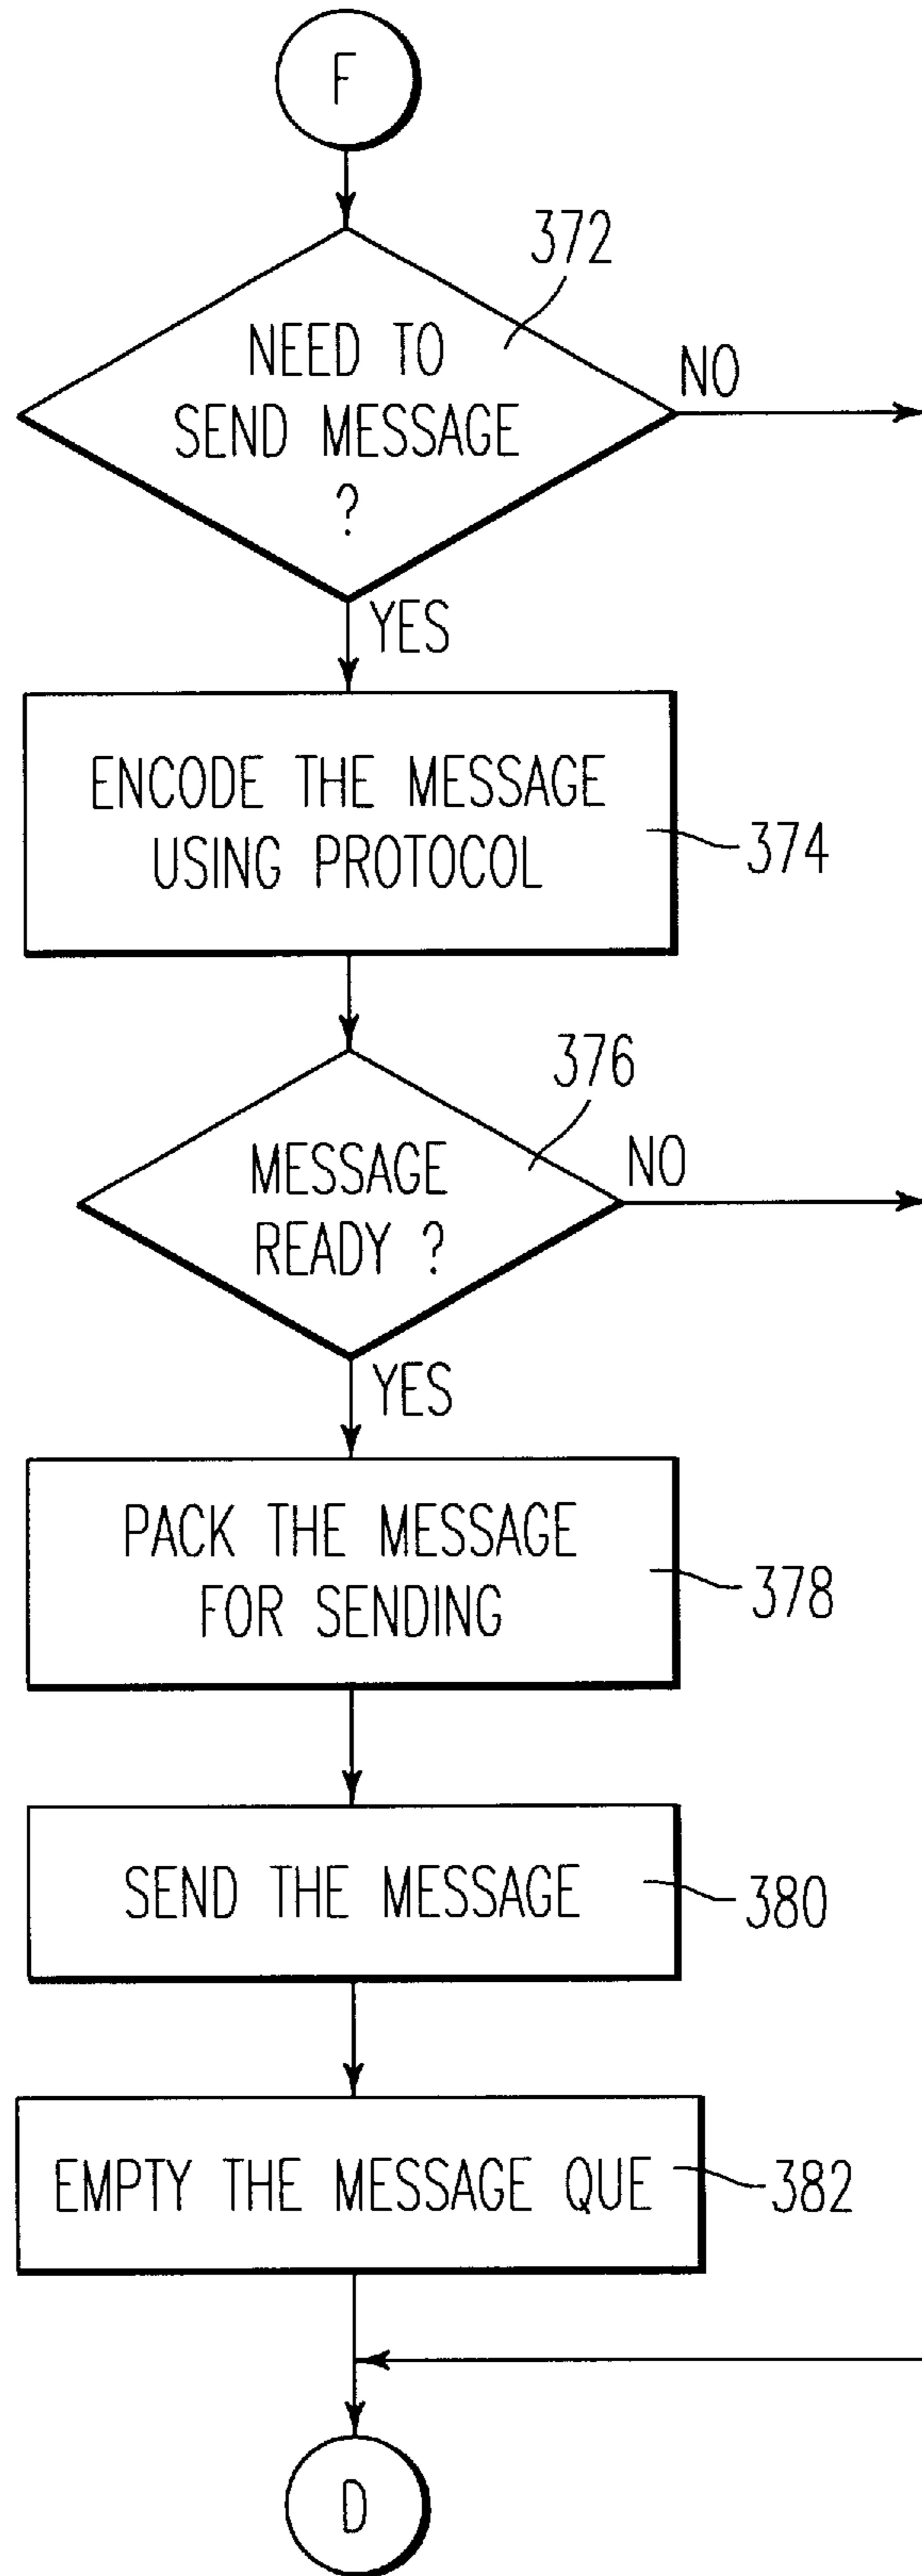 F
372
NEED TO
SEND MESSAGE
?
NO
YES
ENCODE THE MESSAGE
USING PROTOCOL
374
376
MESSAGE
READY ?
NO
YES
PACK THE MESSAGE
FOR SENDING
378
SEND THE MESSAGE
380
EMPTY THE MESSAGE QUE
382
D